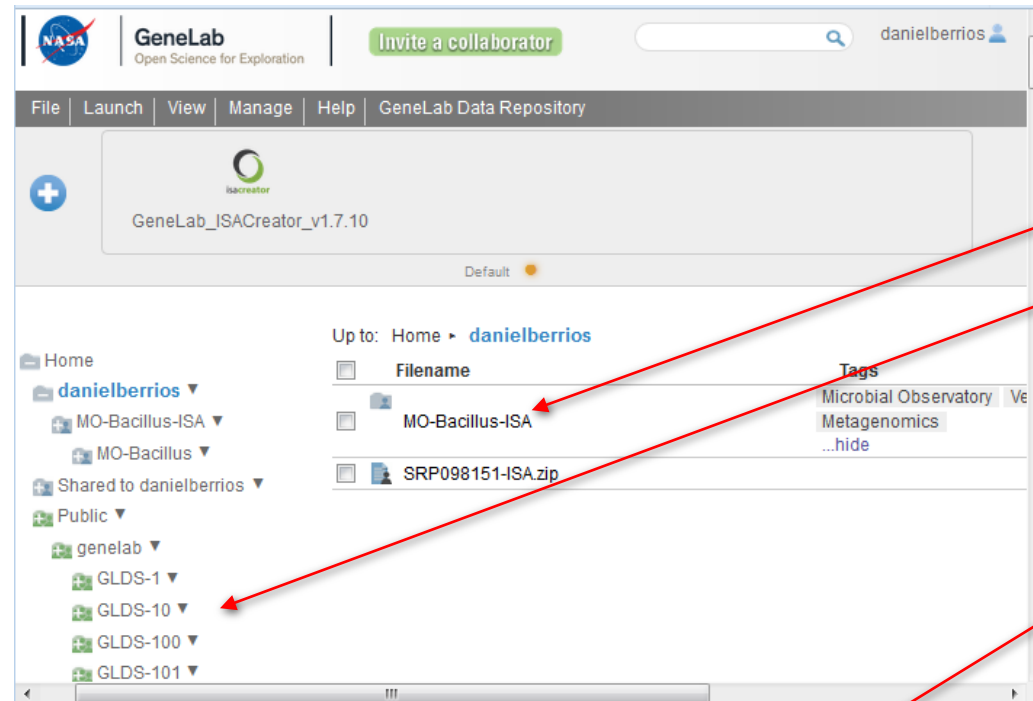 NASA
GeneLab
Open Science for Exploration
Invite a collaborator
danielberrios
File | Launch | View | Manage | Help | GeneLab Data Repository
isacreator
GeneLab_ISACreator_v1.7.10
Default
Up to: Home ▸ danielberrios
Home
danielberrios ▼
MO-Bacillus-ISA ▼
MO-Bacillus ▼
Shared to danielberrios ▼
Public ▼
genelab ▼
GLDS-1 ▼
GLDS-10 ▼
GLDS-100 ▼
GLDS-101 ▼
Filename Tags
MO-Bacillus-ISA
Microbial Observatory Ve
Metagenomics
...hide
SRP098151-ISA.zip